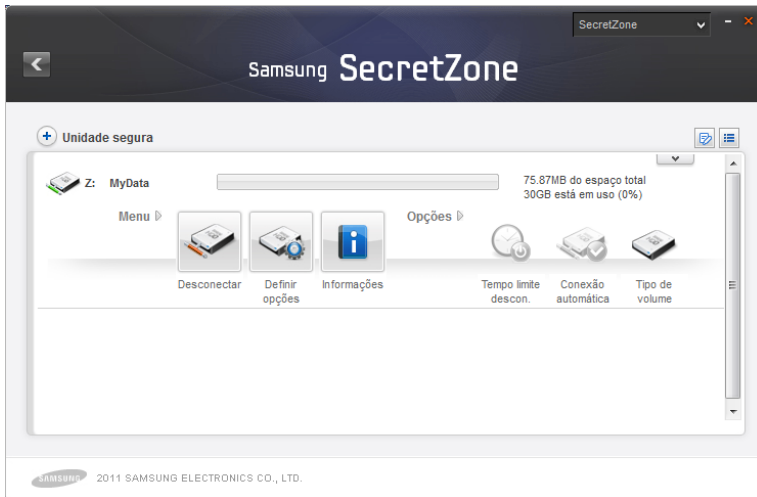 SecretZone
Samsung SecretZone
Unidade segura
Z: MyData
75.87MB do espaço total
30GB está em uso (0%)
Menu
Opções
Desconectar
Definir opções
Informações
Tempo limite descon.
Conexão automática
Tipo de volume
SAMSUNG 2011 SAMSUNG ELECTRONICS CO., LTD.